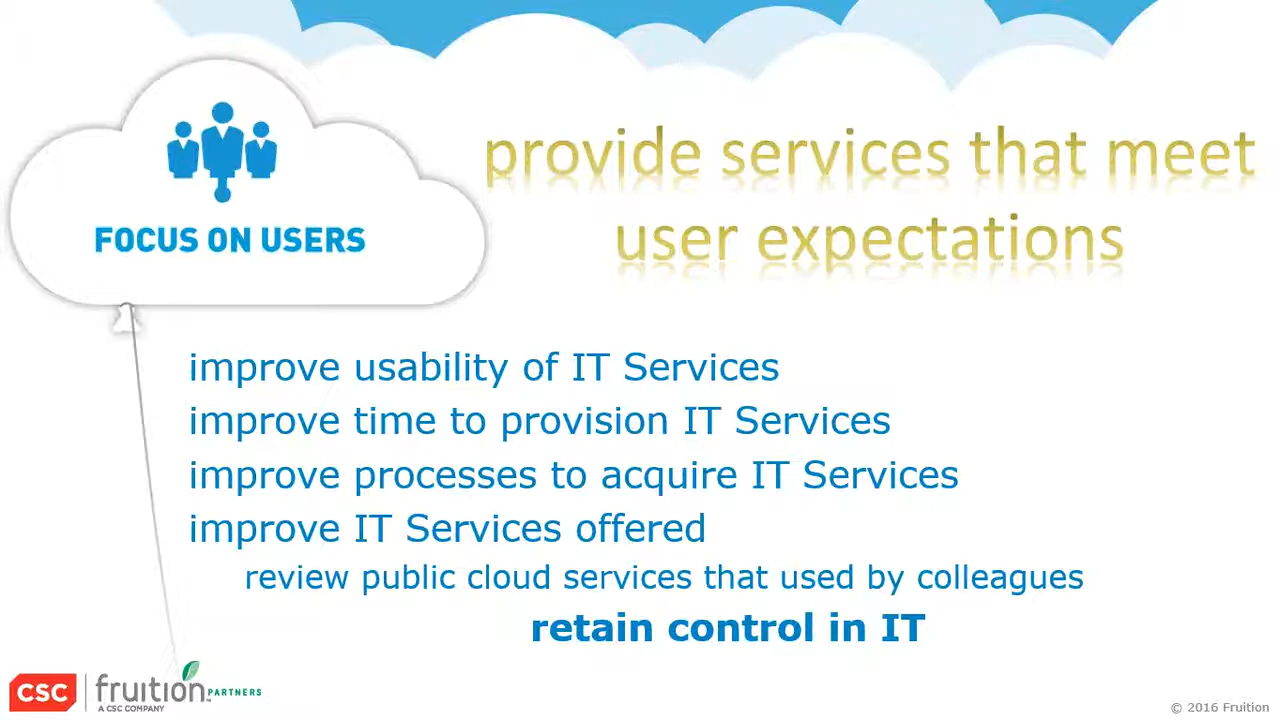 FOCUS ON USERS
provide services that meet
user expectations
improve usability of IT Services
improve time to provision IT Services
improve processes to acquire IT Services
improve IT Services offered
review public cloud services that used by colleagues
retain control in IT
CSC fruition PARTNERS
A CSC COMPANY
© 2016 Fruition